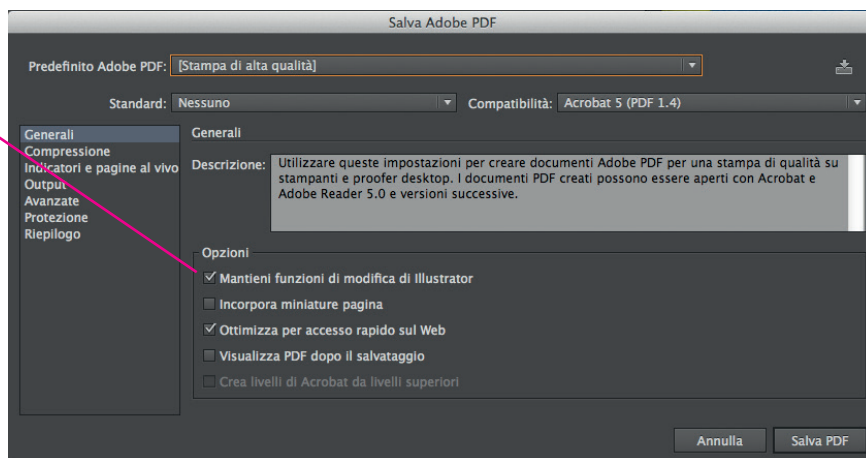 Salva Adobe PDF
Predefinito Adobe PDF: [Stampa di alta qualità]
Standard: Nessuno Compatibilità: Acrobat 5 (PDF 1.4)
Generali
Compressione
Indicatori e pagine al vivo
Output
Avanzate
Protezione
Riepilogo
Generali
Descrizione: Utilizzare queste impostazioni per creare documenti Adobe PDF per una stampa di qualità su
stampanti e proofer desktop. I documenti PDF creati possono essere aperti con Acrobat e
Adobe Reader 5.0 e versioni successive.
Opzioni
Mantieni funzioni di modifica di Illustrator
Incorpora miniature pagina
Ottimizza per accesso rapido sul Web
Visualizza PDF dopo il salvataggio
Crea livelli di Acrobat da livelli superiori
Annulla Salva PDF